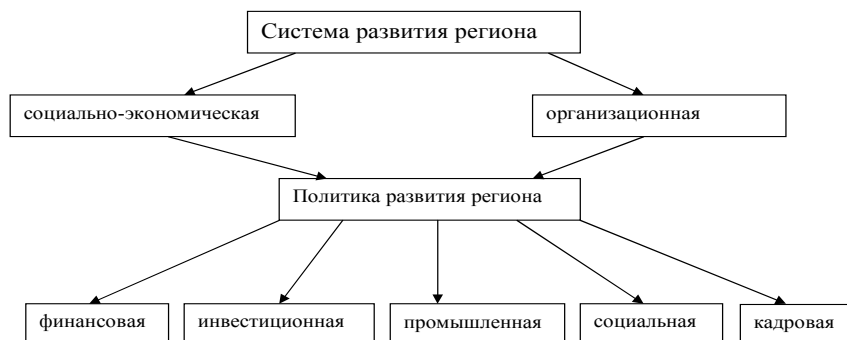 Система развития региона
социально-экономическая
организационная
Политика развития региона
финансовая
инвестиционная
промышленная
социальная
кадровая